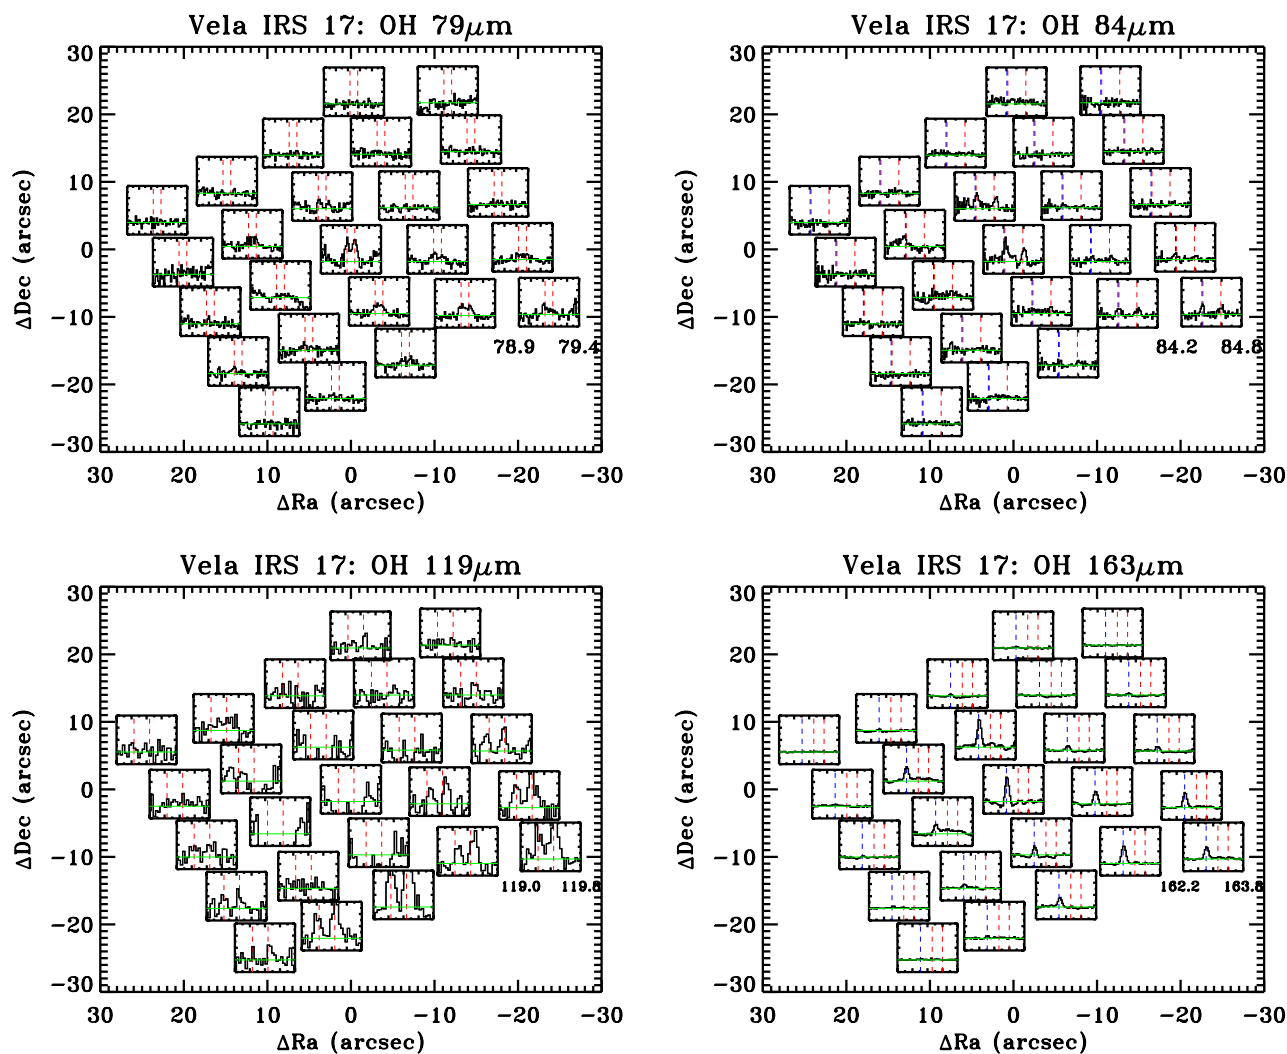 Vela IRS 17: OH 79μm
Vela IRS 17: OH 84μm
30
20
10
0
−10
−20
−30
ΔDec (arcsec)
78.9 79.4
30 20 10 0 −10 −20 −30
ΔRa (arcsec)
30
20
10
0
−10
−20
−30
ΔDec (arcsec)
84.2 84.8
30 20 10 0 −10 −20 −30
ΔRa (arcsec)
Vela IRS 17: OH 119μm
Vela IRS 17: OH 163μm
30
20
10
0
−10
−20
−30
ΔDec (arcsec)
119.0 119.8
30 20 10 0 −10 −20 −30
ΔRa (arcsec)
30
20
10
0
−10
−20
−30
ΔDec (arcsec)
162.2 163.8
30 20 10 0 −10 −20 −30
ΔRa (arcsec)